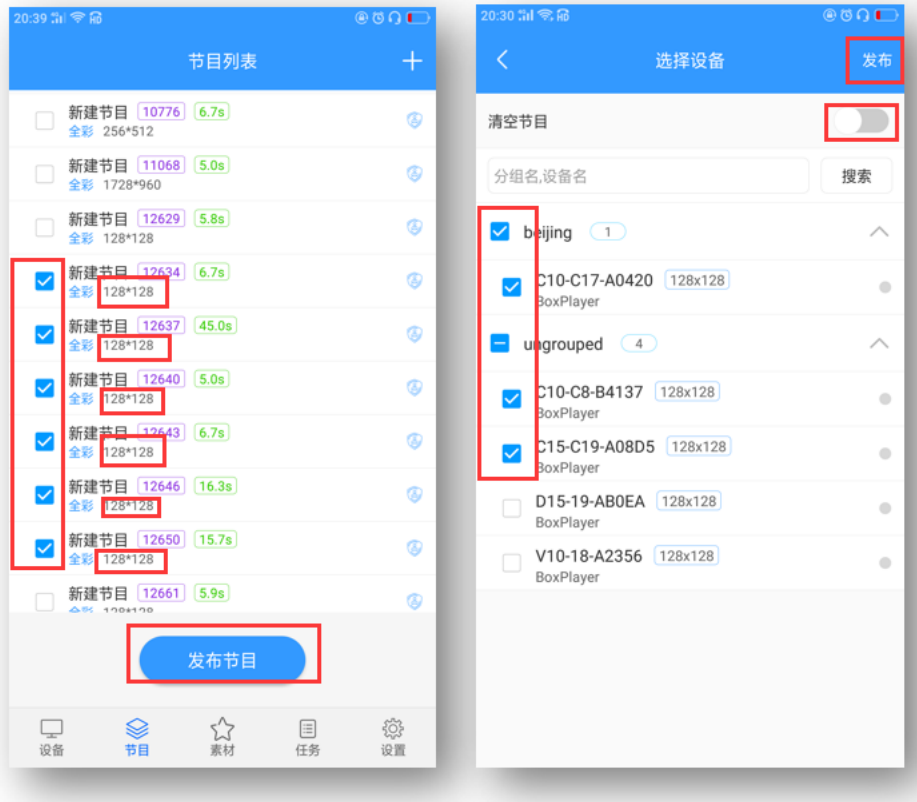 20:39
节目列表
新建节目 10776 6.7s
全彩 256*512
新建节目 11068 5.0s
全彩 1728*960
新建节目 12629 5.8s
全彩 128*128
新建节目 12634 6.7s
全彩 128*128
新建节目 12637 45.0s
全彩 128*128
新建节目 12640 5.0s
全彩 128*128
新建节目 12643 6.7s
全彩 128*128
新建节目 12646 16.3s
全彩 128*128
新建节目 12650 15.7s
全彩 128*128
新建节目 12661 5.9s
全彩 128*128
发布节目
设备 节目 素材 任务 设置
20:30
选择设备 发布
清空节目
分组名,设备名 搜索
beijing 1
C10-C17-A0420 128x128
BoxPlayer
ungrouped 4
C10-C8-B4137 128x128
BoxPlayer
C15-C19-A08D5 128x128
BoxPlayer
D15-19-AB0EA 128x128
BoxPlayer
V10-18-A2356 128x128
BoxPlayer